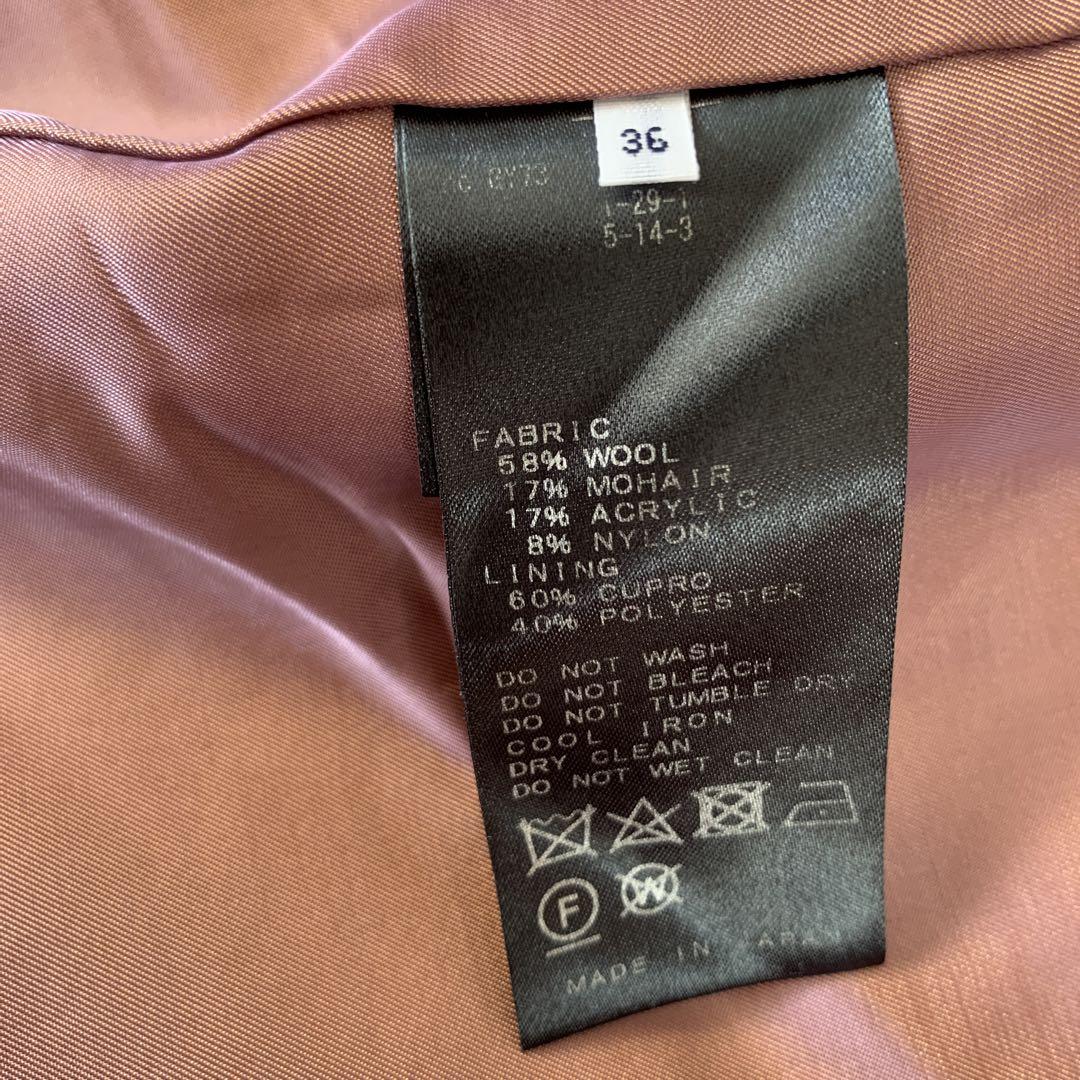 36
1-29-1
5-14-3
FABRIC
58% WOOL
17% MOHAIR
17% ACRYLIC
8% NYLON
LINING
60% CUPRO
40% POLYESTER
DO NOT WASH
DO NOT BLEACH
DO NOT TUMBLE DRY
COOL IRON
DRY CLEAN
DO NOT WET CLEAN
F W
MADE IN JAPAN